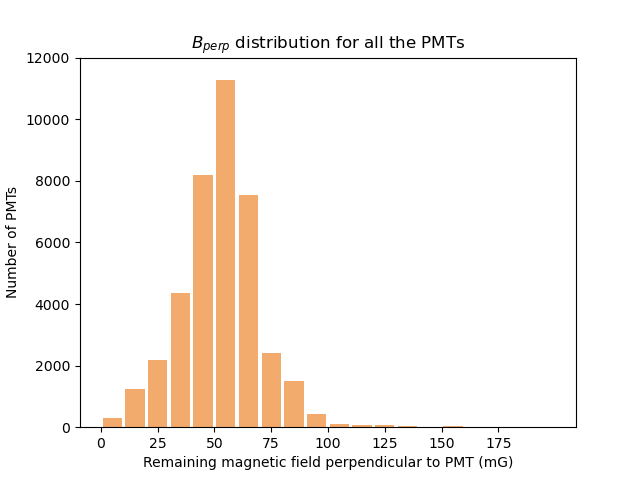 B_perp distribution for all the PMTs
12000
10000
8000
6000
4000
2000
0
Number of PMTs
0 25 50 75 100 125 150 175
Remaining magnetic field perpendicular to PMT (mG)